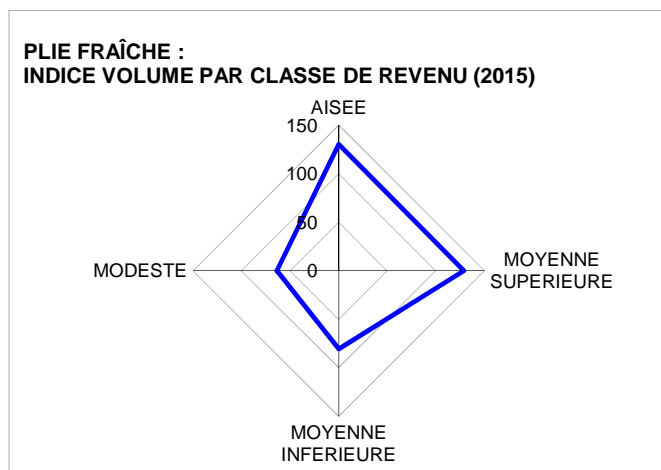 PLIE FRAÎCHE :
INDICE VOLUME PAR CLASSE DE REVENU (2015)
AISEE
150
100
50
0
MODESTE
MOYENNE
SUPERIEURE
MOYENNE
INFERIEURE